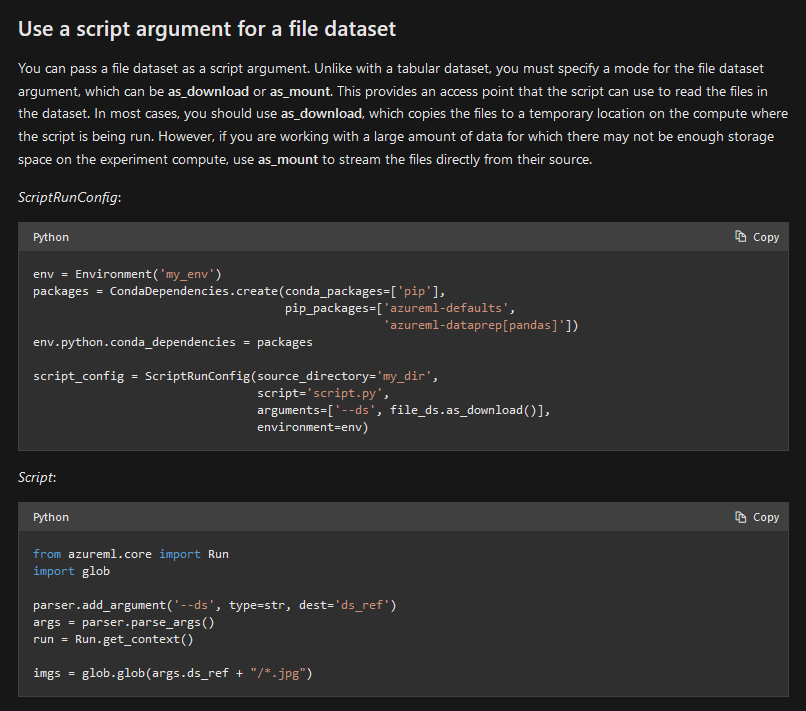 Use a script argument for a file dataset
You can pass a file dataset as a script argument. Unlike with a tabular dataset, you must specify a mode for the file dataset
argument, which can be as_download or as_mount. This provides an access point that the script can use to read the files in
the dataset. In most cases, you should use as_download, which copies the files to a temporary location on the compute where
the script is being run. However, if you are working with a large amount of data for which there may not be enough storage
space on the experiment compute, use as_mount to stream the files directly from their source.
ScriptRunConfig:
Python Copy
env = Environment('my_env')
packages = CondaDependencies.create(conda_packages=['pip'],
                                    pip_packages=['azureml-defaults',
                                                  'azureml-dataprep[pandas]'])
env.python.conda_dependencies = packages
script_config = ScriptRunConfig(source_directory='my_dir',
                                script='script.py',
                                arguments=['--ds', file_ds.as_download()],
                                environment=env)
Script:
Python Copy
from azureml.core import Run
import glob
parser.add_argument('--ds', type=str, dest='ds_ref')
args = parser.parse_args()
run = Run.get_context()
imgs = glob.glob(args.ds_ref + "/*.jpg")